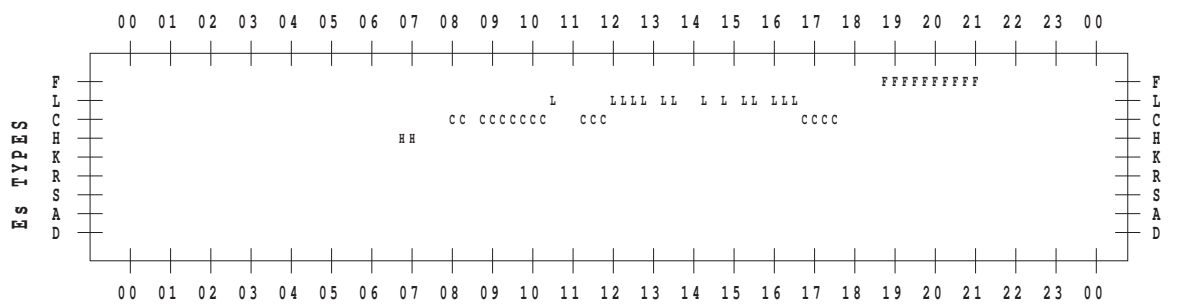 00 01 02 03 04 05 06 07 08 09 10 11 12 13 14 15 16 17 18 19 20 21 22 23 00
F FFFFFFFFFF F
L L LLLL LL L L LL LLL L
C CC CCCCCCC CCC CCCC C
H HH H
K K
R R
S S
A A
D D
Es TYPES
00 01 02 03 04 05 06 07 08 09 10 11 12 13 14 15 16 17 18 19 20 21 22 23 00